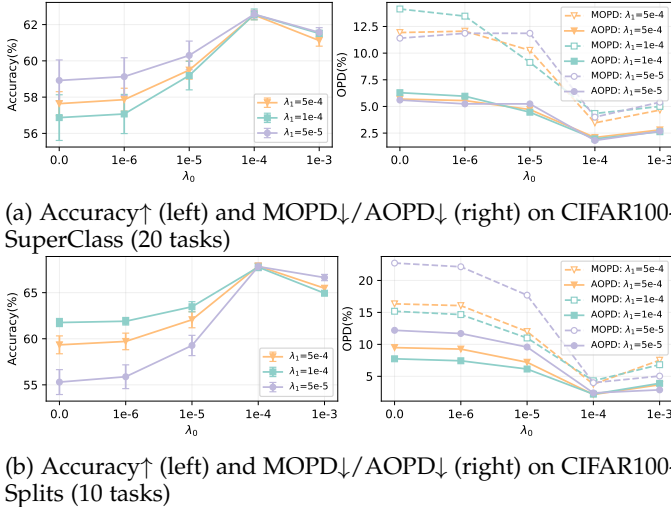 62
60
58
56
Accuracy(%)
λ₁=5e-4
λ₁=1e-4
λ₁=5e-5
0.0 1e-6 1e-5 1e-4 1e-3
λ₀
12.5
10.0
7.5
5.0
2.5
OPD(%)
MOPD: λ₁=5e-4
AOPD: λ₁=5e-4
MOPD: λ₁=1e-4
AOPD: λ₁=1e-4
MOPD: λ₁=5e-5
AOPD: λ₁=5e-5
0.0 1e-6 1e-5 1e-4 1e-3
λ₀
(a) Accuracy↑ (left) and MOPD↓/AOPD↓ (right) on CIFAR100-
SuperClass (20 tasks)
65
60
55
Accuracy(%)
λ₁=5e-4
λ₁=1e-4
λ₁=5e-5
0.0 1e-6 1e-5 1e-4 1e-3
λ₀
20
15
10
5
OPD(%)
MOPD: λ₁=5e-4
AOPD: λ₁=5e-4
MOPD: λ₁=1e-4
AOPD: λ₁=1e-4
MOPD: λ₁=5e-5
AOPD: λ₁=5e-5
0.0 1e-6 1e-5 1e-4 1e-3
λ₀
(b) Accuracy↑ (left) and MOPD↓/AOPD↓ (right) on CIFAR100-
Splits (10 tasks)